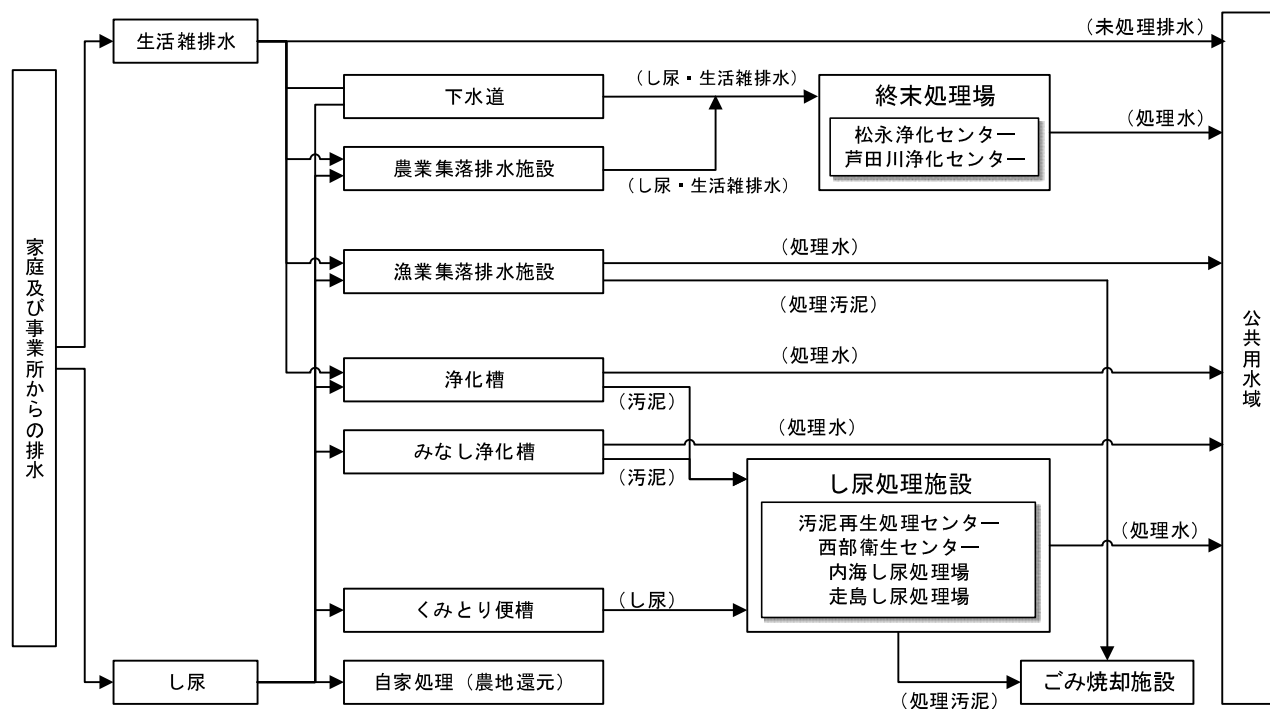 家庭及び事業所からの排水
生活雑排水
(未処理排水)
下水道
(し尿・生活雑排水)
終末処理場
松永浄化センター
芦田川浄化センター
(処理水)
農業集落排水施設
(し尿・生活雑排水)
漁業集落排水施設
(処理水)
(処理汚泥)
浄化槽
(処理水)
(汚泥)
みなし浄化槽
(処理水)
(汚泥)
し尿処理施設
汚泥再生処理センター
西部衛生センター
内海し尿処理場
走島し尿処理場
(処理水)
くみとり便槽
(し尿)
し尿
自家処理(農地還元)
(処理汚泥)
ごみ焼却施設
公共用水域